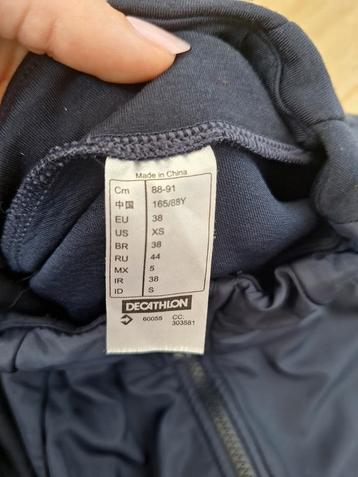 Made in China
Cm 88-91
中国 165/88Y
EU 38
US XS
BR 38
RU 44
MX 5
IR 38
ID S
DECATHLON
60055 CC: 303581